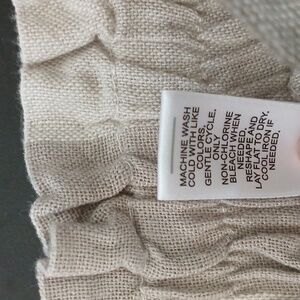 MACHINE WASH
COLD WITH LIKE
COLORS,
GENTLE CYCLE,
ONLY
NON-CHLORINE
BLEACH WHEN
NEEDED,
RESHAPE AND
LAY FLAT TO DRY,
COOL IRON IF
NEEDED.